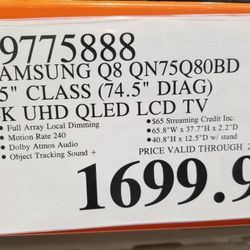 9775888
AMSUNG Q8 QN75Q80BD
5" CLASS (74.5" DIAG)
K UHD QLED LCD TV
• Full Array Local Dimming
• Motion Rate 240
• Dolby Atmos Audio
• Object Tracking Sound +
• $65 Streaming Credit Inc.
• 65.8"W x 37.7"H x 2.2"D
• 40.8"H x 12.5"D w/ stand
PRICE VALID THROUGH 2
1699.9